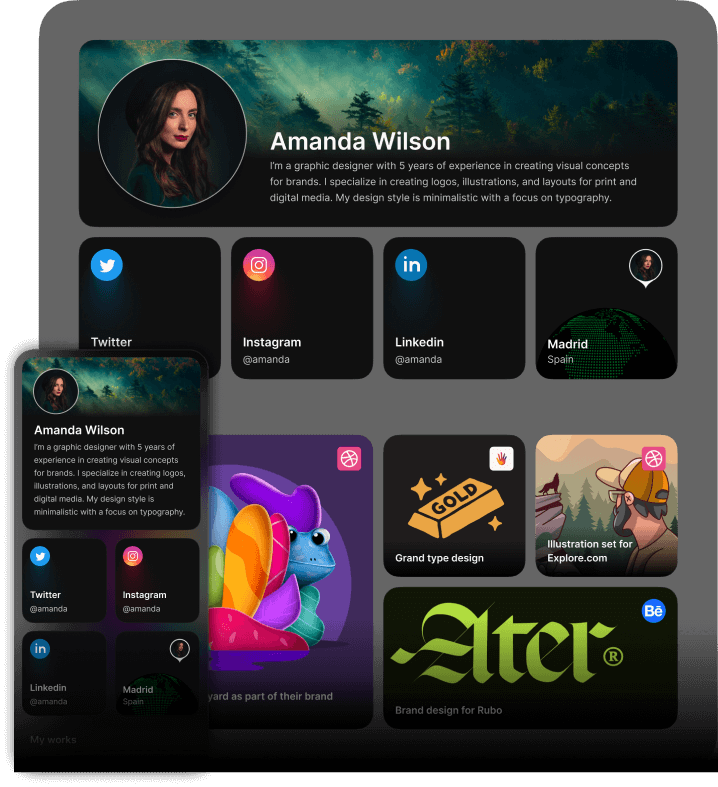 Amanda Wilson
I'm a graphic designer with 5 years of experience in creating visual concepts
for brands. I specialize in creating logos, illustrations, and layouts for print and
digital media. My design style is minimalistic with a focus on typography.
Twitter
Instagram
@amanda
Linkedin
@amanda
Madrid
Spain
GOLD
Grand type design
Illustration set for
Explore.com
yard as part of their brand
Ater®
Bē
Brand design for Rubo
Amanda Wilson
I'm a graphic designer with 5 years of
experience in creating visual concepts
for brands. I specialize in creating logos,
illustrations, and layouts for print and
digital media. My design style is
minimalistic with a focus on typography.
Twitter
@amanda
Instagram
@amanda
in
Linkedin
@amanda
Madrid
Spain
My works